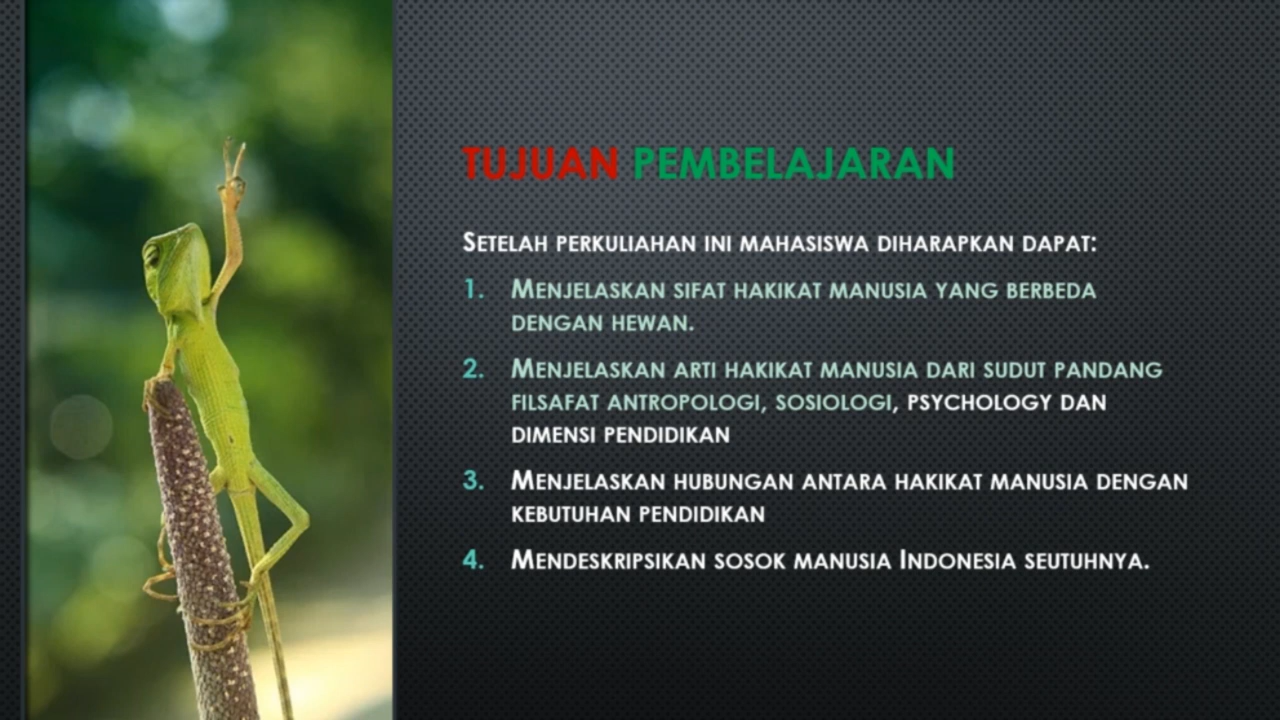 TUJUAN PEMBELAJARAN
SETELAH PERKULIAHAN INI MAHASISWA DIHARAPKAN DAPAT:
1. MENJELASKAN SIFAT HAKIKAT MANUSIA YANG BERBEDA
DENGAN HEWAN.
2. MENJELASKAN ARTI HAKIKAT MANUSIA DARI SUDUT PANDANG
FILSAFAT ANTROPOLOGI, SOSIOLOGI, PSYCHOLOGY DAN
DIMENSI PENDIDIKAN
3. MENJELASKAN HUBUNGAN ANTARA HAKIKAT MANUSIA DENGAN
KEBUTUHAN PENDIDIKAN
4. MENDESKRIPSIKAN SOSOK MANUSIA INDONESIA SEUTUHNYA.